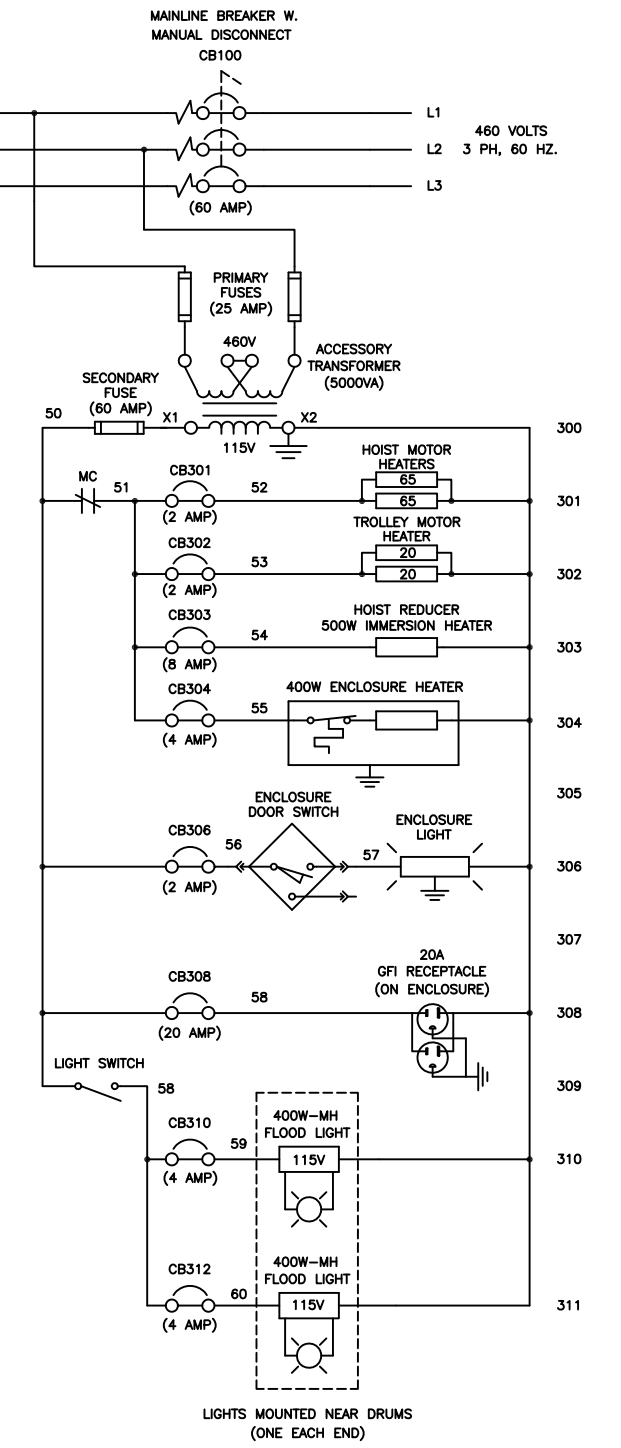 MAINLINE BREAKER W.
MANUAL DISCONNECT
CB100
L1
460 VOLTS
L2 3 PH, 60 HZ.
L3
(60 AMP)
PRIMARY
FUSES
(25 AMP)
460V
ACCESSORY
TRANSFORMER
(5000VA)
SECONDARY
FUSE
(60 AMP)
50
X1
X2
300
115V
HOIST MOTOR
HEATERS
MC
51
CB301
52
65
65
301
(2 AMP)
TROLLEY MOTOR
HEATER
CB302
53
20
20
302
(2 AMP)
HOIST REDUCER
500W IMMERSION HEATER
CB303
54
303
(8 AMP)
400W ENCLOSURE HEATER
CB304
55
304
(4 AMP)
305
ENCLOSURE
DOOR SWITCH
ENCLOSURE
LIGHT
CB306
56
57
306
(2 AMP)
307
20A
GFI RECEPTACLE
(ON ENCLOSURE)
CB308
58
308
(20 AMP)
LIGHT SWITCH
58
309
400W-MH
FLOOD LIGHT
CB310
59
115V
310
(4 AMP)
400W-MH
FLOOD LIGHT
CB312
60
115V
311
(4 AMP)
LIGHTS MOUNTED NEAR DRUMS
(ONE EACH END)